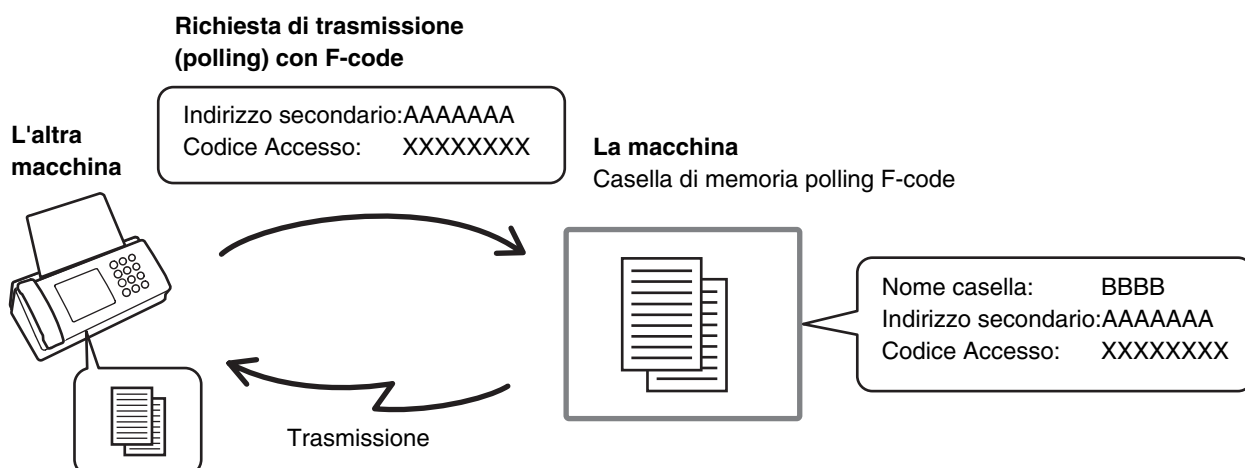 Richiesta di trasmissione
(polling) con F-code
Indirizzo secondario:AAAAAAA
Codice Accesso: XXXXXXXX
L'altra
macchina
La macchina
Casella di memoria polling F-code
Nome casella: BBBB
Indirizzo secondario:AAAAAAA
Codice Accesso: XXXXXXXX
Trasmissione